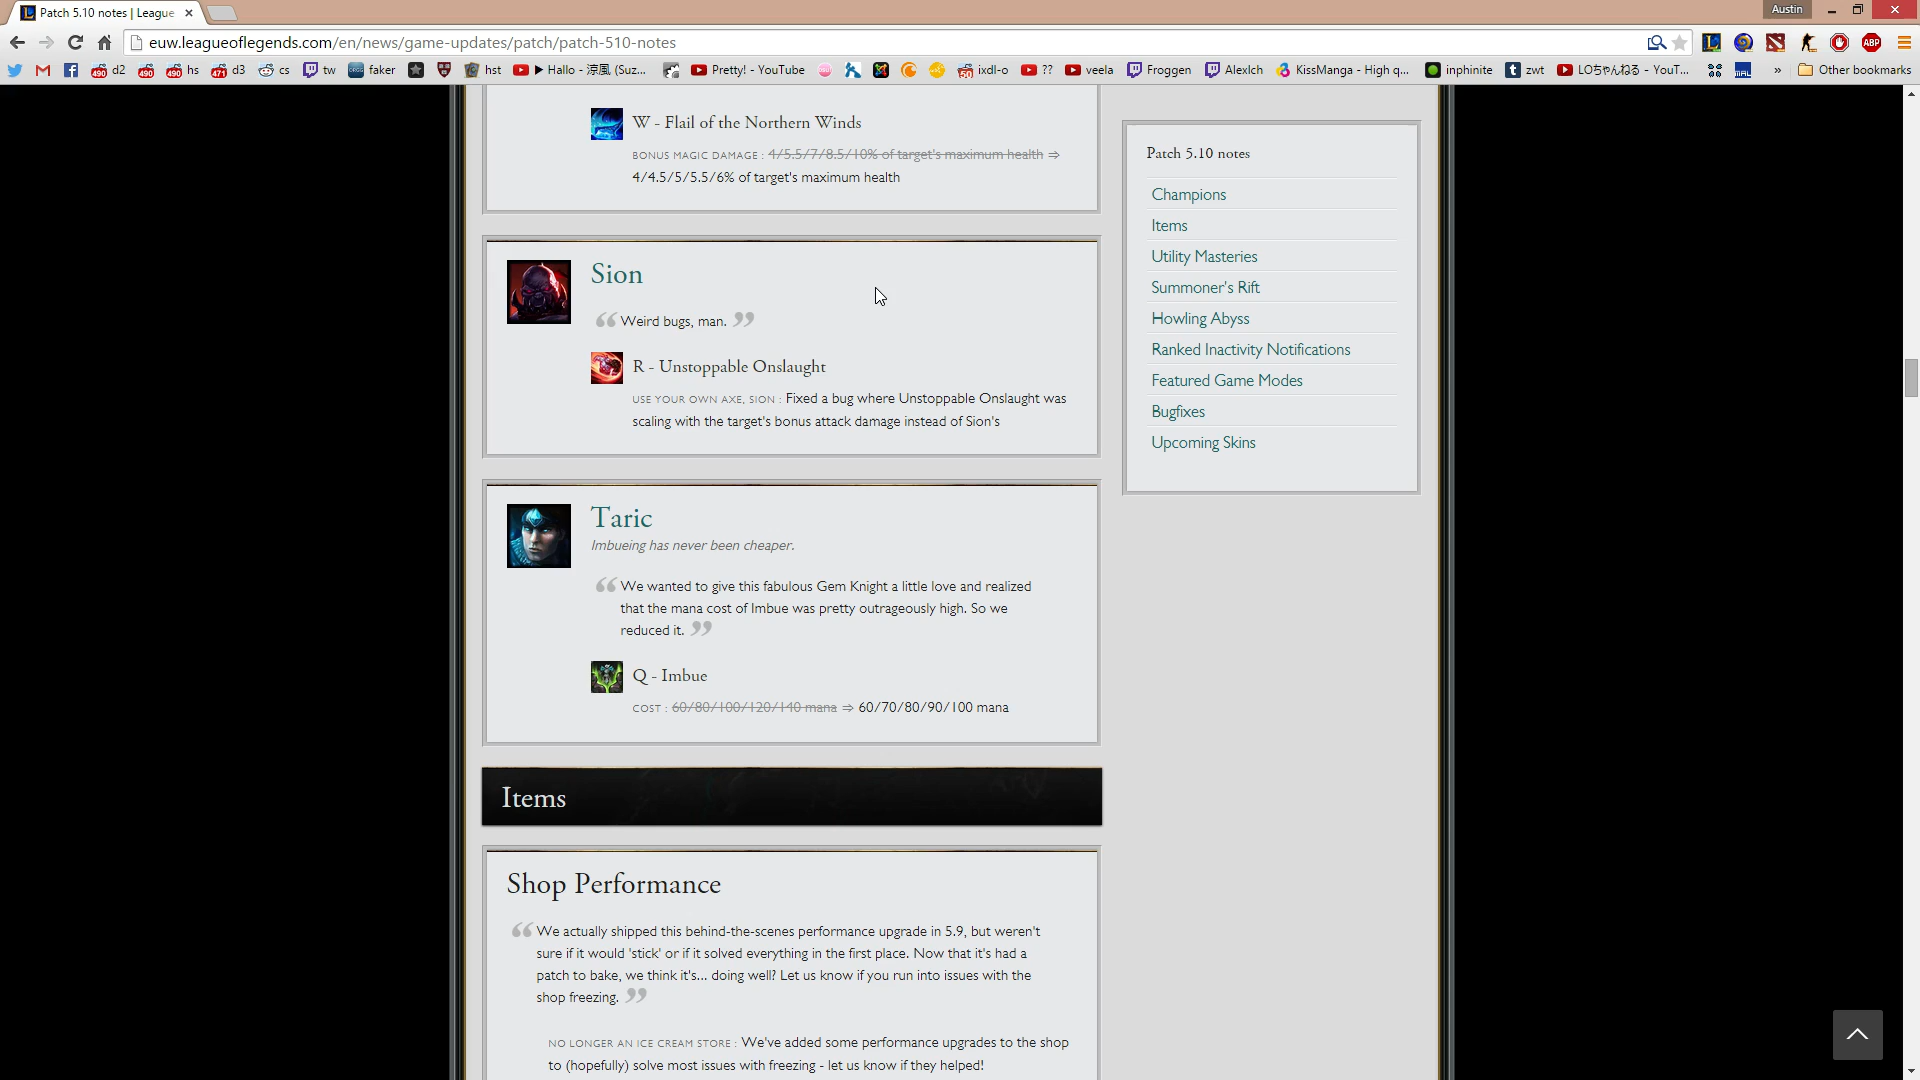 Patch 5.10 notes | League
Austin
euw.leagueoflegends.com/en/news/game-updates/patch/patch-510-notes
490 d2 490 490 hs 471 d3 cs tw faker hst ▶ Hallo - 涼風 (Suz... Pretty! - YouTube 50 ixdl-o ?? veela Froggen Alexlch KissManga - High q... inphinite zwt LOちゃんねる - YouT... MAL » Other bookmarks
W - Flail of the Northern Winds
BONUS MAGIC DAMAGE : 4/5.5/7/8.5/10% of target's maximum health ⇒
4/4.5/5/5.5/6% of target's maximum health
Sion
“ Weird bugs, man. ”
R - Unstoppable Onslaught
USE YOUR OWN AXE, SION : Fixed a bug where Unstoppable Onslaught was
scaling with the target's bonus attack damage instead of Sion's
Taric
Imbueing has never been cheaper.
“ We wanted to give this fabulous Gem Knight a little love and realized
that the mana cost of Imbue was pretty outrageously high. So we
reduced it. ”
Q - Imbue
COST : 60/80/100/120/140 mana ⇒ 60/70/80/90/100 mana
Items
Shop Performance
“ We actually shipped this behind-the-scenes performance upgrade in 5.9, but weren't
sure if it would 'stick' or if it solved everything in the first place. Now that it's had a
patch to bake, we think it's... doing well? Let us know if you run into issues with the
shop freezing. ”
NO LONGER AN ICE CREAM STORE : We've added some performance upgrades to the shop
to (hopefully) solve most issues with freezing - let us know if they helped!
Patch 5.10 notes
Champions
Items
Utility Masteries
Summoner's Rift
Howling Abyss
Ranked Inactivity Notifications
Featured Game Modes
Bugfixes
Upcoming Skins
ABP